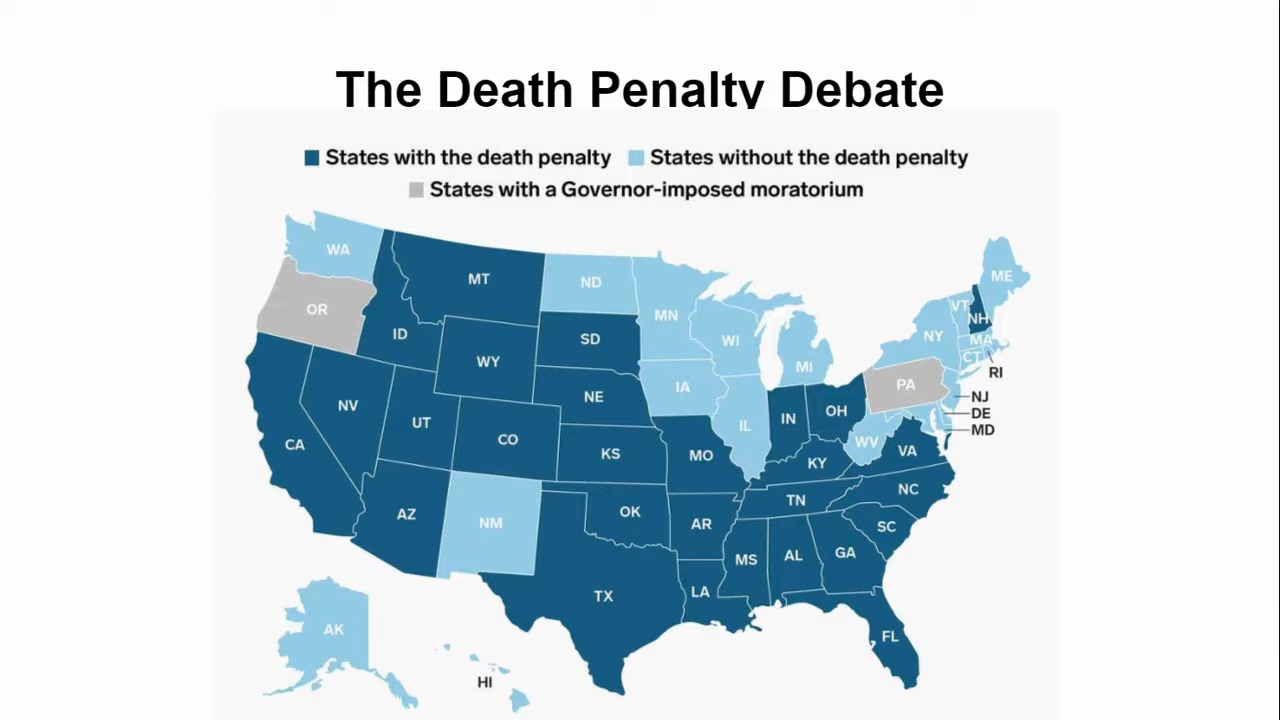 The Death Penalty Debate
States with the death penalty States without the death penalty
States with a Governor-imposed moratorium
WA
MT
ND
MN
ME
OR
ID
SD
WI
VT
NH
WY
MI
NY
MA
CT
RI
NV
UT
NE
IA
PA
NJ
DE
MD
CA
CO
KS
MO
IL
IN
OH
WV
VA
KY
AZ
NM
OK
AR
TN
NC
SC
TX
LA
MS
AL
GA
AK
HI
FL